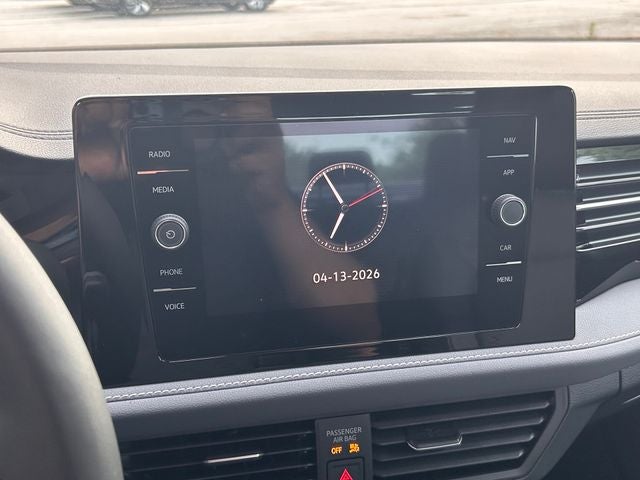 RADIO
MEDIA
PHONE
VOICE
NAV
APP
CAR
MENU
04-13-2026
PASSENGER
AIR BAG
OFF